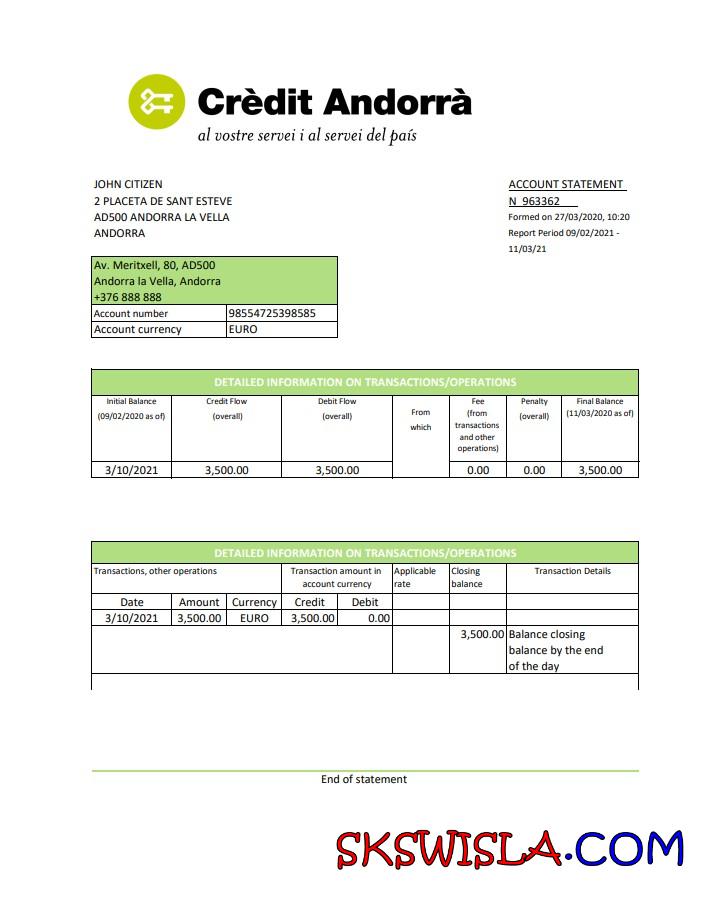 Crèdit Andorrà
al vostre servei i al servei del país
JOHN CITIZEN
2 PLACETA DE SANT ESTEVE
AD500 ANDORRA LA VELLA
ANDORRA
ACCOUNT STATEMENT
N 963362
Formed on 27/03/2020, 10:20
Report Period 09/02/2021 -
11/03/21
Av. Meritxell, 80, AD500
Andorra la Vella, Andorra
+376 888 888
Account number 98554725398585
Account currency EURO
DETAILED INFORMATION ON TRANSACTIONS/OPERATIONS
Initial Balance
(09/02/2020 as of)
Credit Flow
(overall)
Debit Flow
(overall)
From
which
Fee
(from
transactions
and other
operations)
Penalty
(overall)
Final Balance
(11/03/2020 as of)
3/10/2021 3,500.00 3,500.00 0.00 0.00 3,500.00
DETAILED INFORMATION ON TRANSACTIONS/OPERATIONS
Transactions, other operations
Transaction amount in
account currency
Applicable
rate
Closing
balance
Transaction Details
Date Amount Currency Credit Debit
3/10/2021 3,500.00 EURO 3,500.00 0.00
3,500.00 Balance closing
balance by the end
of the day
End of statement
SKSWISLA.COM